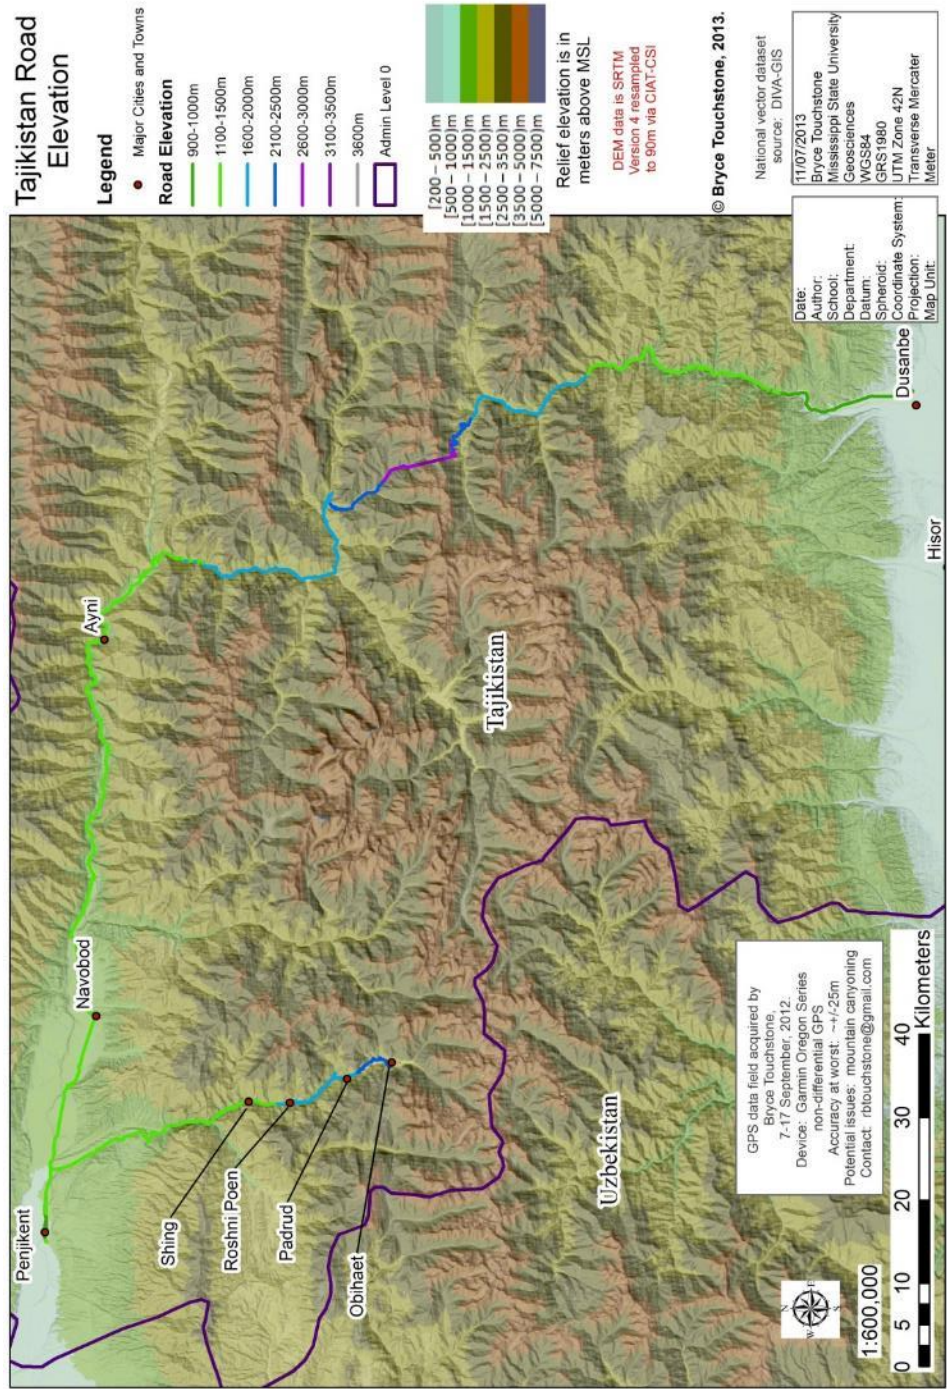 Tajikistan Road
Elevation
Legend
Major Cities and Towns
Road Elevation
900-1000m
1100-1500m
1600-2000m
2100-2500m
2600-3000m
3100-3500m
3600m
Admin Level 0
[200 – 500)m
[500 – 1000)m
[1000 – 1500)m
[1500 – 2500)m
[2500 – 3500)m
[3500 – 5000)m
[5000 – 7500)m
Relief elevation is in
meters above MSL
DEM data is SRTM
Version 4 resampled
to 90m via CIAT-CSI
© Bryce Touchstone, 2013.
National vector dataset
source: DIVA-GIS
Date: 11/07/2013
Author: Bryce Touchstone
School: Mississippi State University
Department: Geosciences
Datum: WGS84
Spheroid: GRS1980
Coordinate System: UTM Zone 42N
Projection: Transverse Mercater
Map Unit: Meter
Penjikent
Navobod
Ayni
Shing
Roshni Poen
Padrud
Obihaet
Tajikistan
Uzbekistan
Dusanbe
Hisor
GPS data field acquired by
Bryce Touchstone,
7-17 September, 2012.
Device: Garmin Oregon Series
non-differential GPS
Accuracy at worst: ~+/-25m
Potential issues: mountain canyoning
Contact: rbtouchstone@gmail.com
N
W E
S
1:600,000
0 5 10 20 30 40
Kilometers